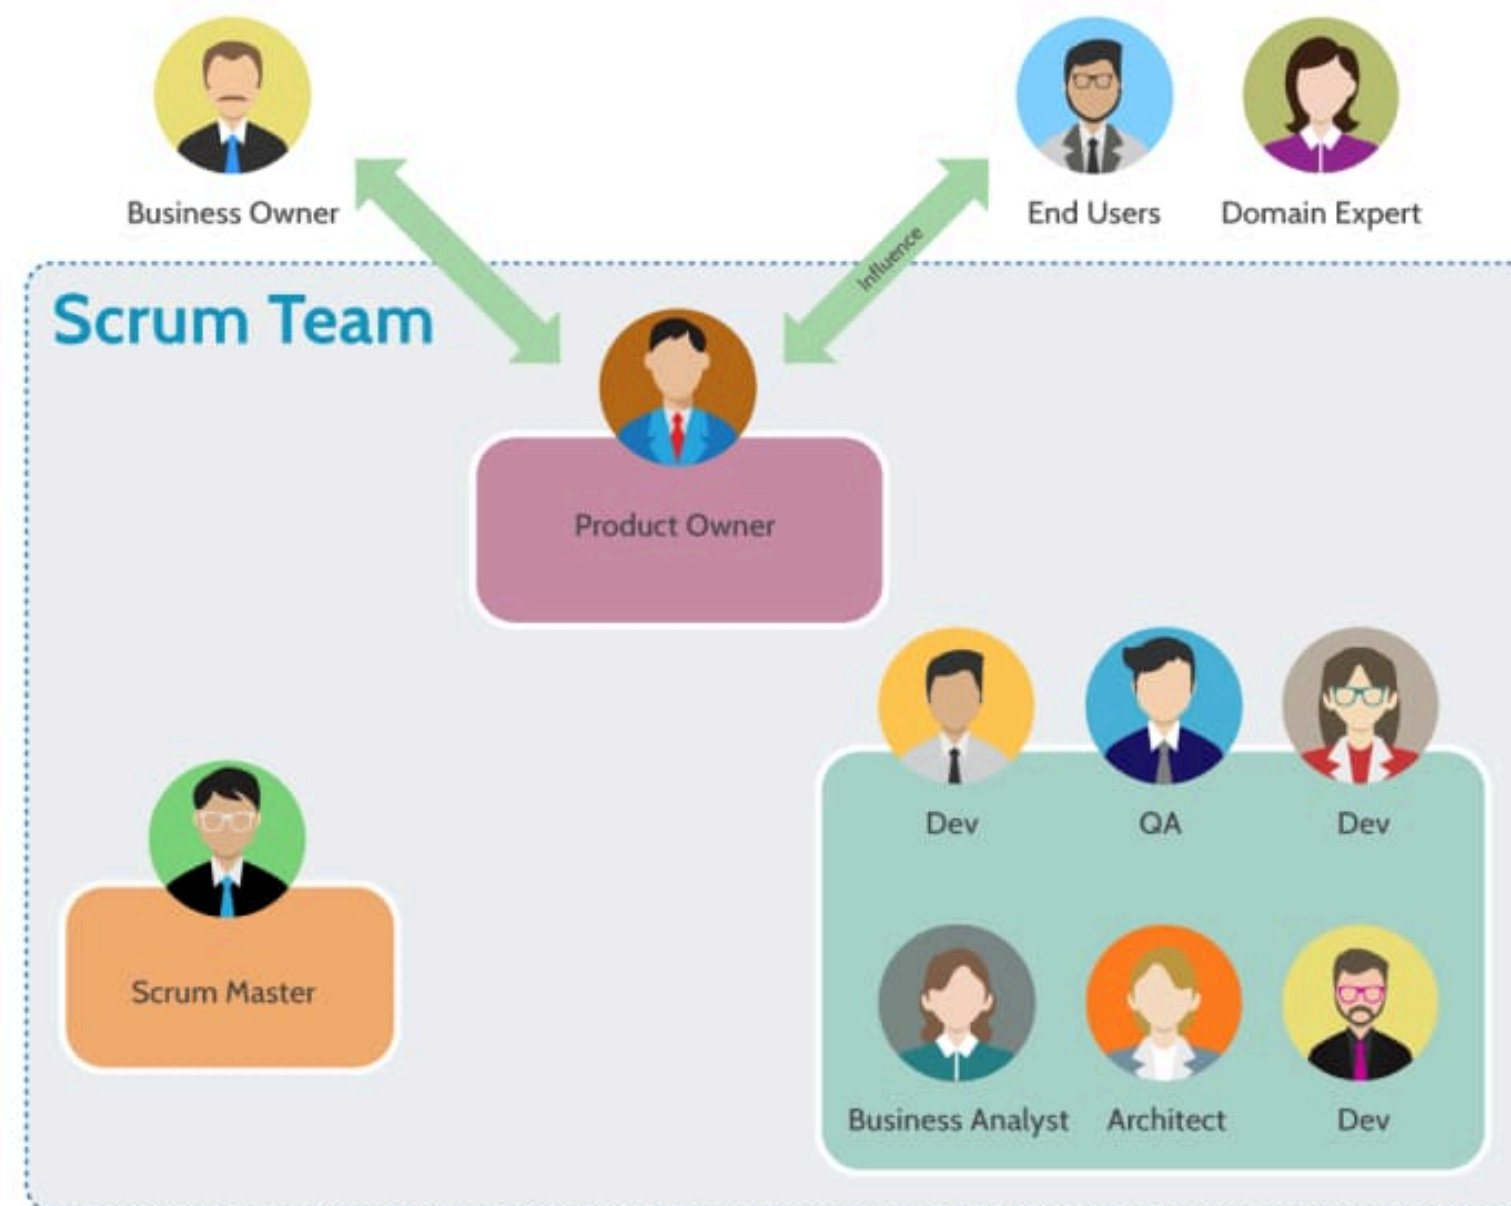 Business Owner
End Users
Domain Expert
Influence
Scrum Team
Product Owner
Dev
QA
Dev
Scrum Master
Business Analyst
Architect
Dev